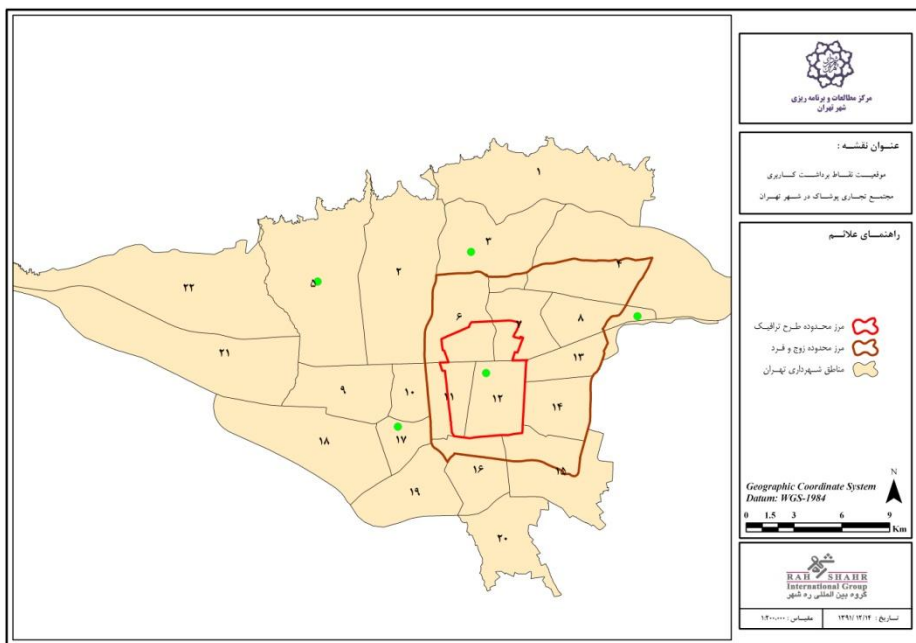 مرکز مطالعات و برنامه ریزی
شهر تهران
عنوان نقشه :
موقعیت نقاط برداشت کاربری
مجتمع تجاری پوشاک در شهر تهران
راهنمای علائم
مرز محدوده طرح ترافیک
مرز محدوده زوج و فرد
مناطق شهرداری تهران
N
Geographic Coordinate System
Datum: WGS-1984
0 1.5 3 6 9
Km
RAH SHAHR
International Group
گروه بین المللی ره شهر
تاریخ : ۱۳۹۱/۱۲/۱۴
مقیاس : ۱:۲۰۰,۰۰۰
۱
۳
۴
۲
۵
۲۲
۶
۷
۸
۲۱
۱۳
۹
۱۰
۱۱
۱۲
۱۴
۱۸
۱۷
۱۶
۱۵
۱۹
۲۰